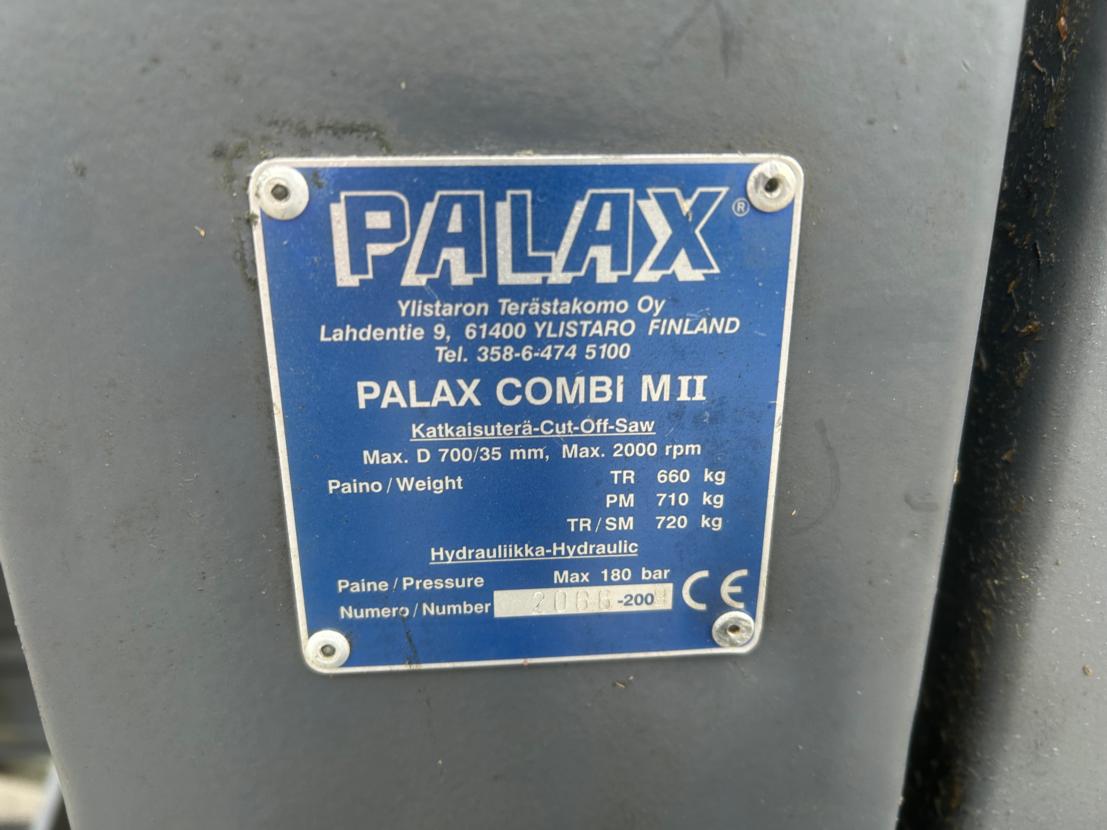 PALAX®
Ylistaron Terästakomo Oy
Lahdentie 9, 61400 YLISTARO FINLAND
Tel. 358-6-474 5100
PALAX COMBI M II
Katkaisuterä-Cut-Off-Saw
Max. D 700/35 mm, Max. 2000 rpm
Paino / Weight TR 660 kg
PM 710 kg
TR / SM 720 kg
Hydrauliikka-Hydraulic
Paine / Pressure Max 180 bar
Numero / Number -200 CE